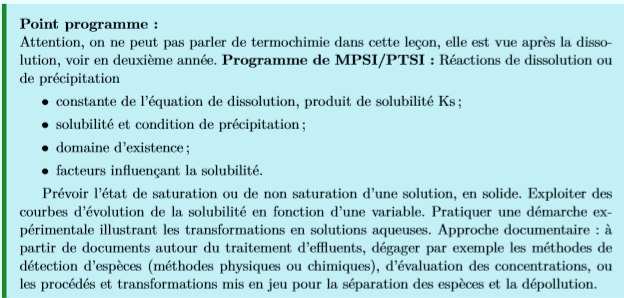 Point programme :
Attention, on ne peut pas parler de termochimie dans cette leçon, elle est vue après la disso-
lution, voir en deuxième année. Programme de MPSI/PTSI : Réactions de dissolution ou
de précipitation
• constante de l'équation de dissolution, produit de solubilité Ks ;
• solubilité et condition de précipitation ;
• domaine d'existence ;
• facteurs influençant la solubilité.
Prévoir l'état de saturation ou de non saturation d'une solution, en solide. Exploiter des
courbes d'évolution de la solubilité en fonction d'une variable. Pratiquer une démarche ex-
périmentale illustrant les transformations en solutions aqueuses. Approche documentaire : à
partir de documents autour du traitement d'effluents, dégager par exemple les méthodes de
détection d'espèces (méthodes physiques ou chimiques), d'évaluation des concentrations, ou
les procédés et transformations mis en jeu pour la séparation des espèces et la dépollution.